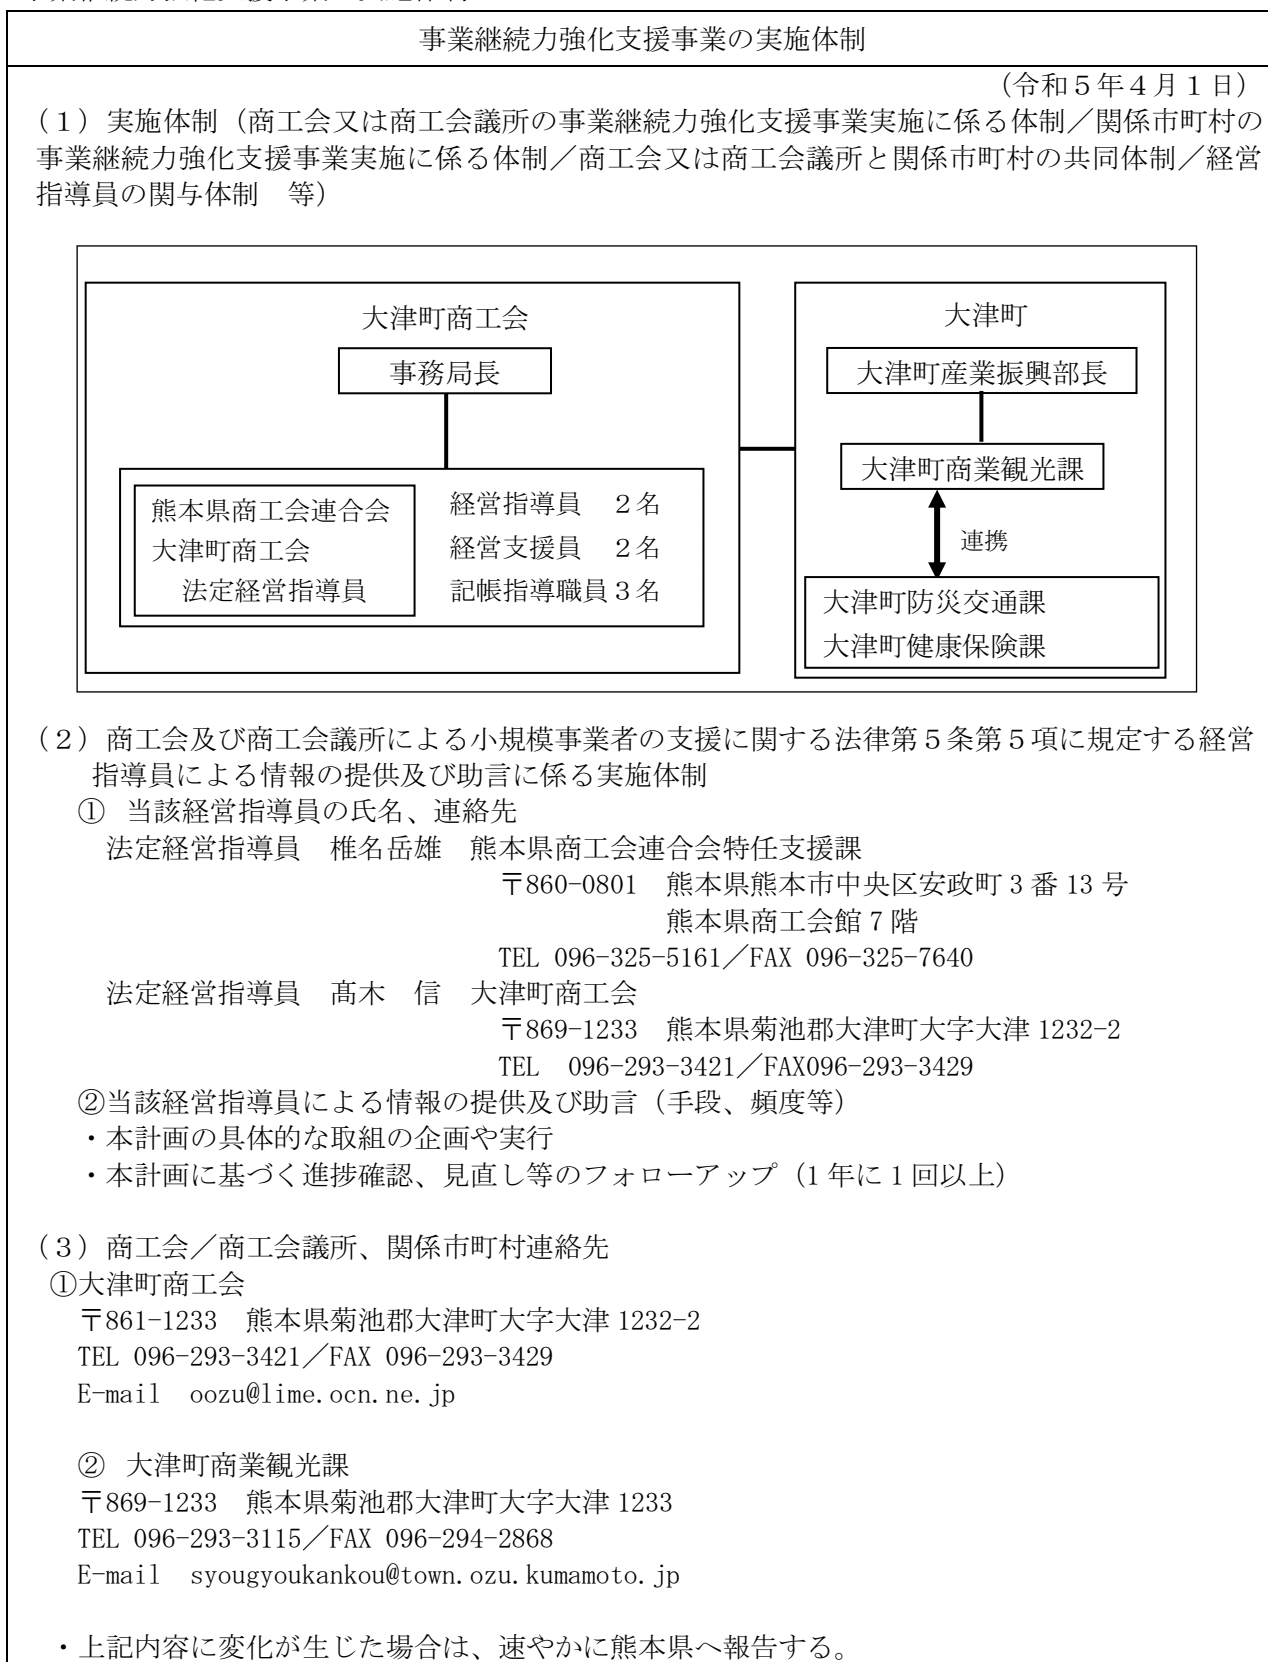 事業継続力強化支援事業の実施体制
（令和５年４月１日）
（１）実施体制（商工会又は商工会議所の事業継続力強化支援事業実施に係る体制／関係市町村の
事業継続力強化支援事業実施に係る体制／商工会又は商工会議所と関係市町村の共同体制／経営
指導員の関与体制　等）
大津町商工会
事務局長
熊本県商工会連合会
大津町商工会
法定経営指導員
経営指導員　２名
経営支援員　２名
記帳指導職員３名
大津町
大津町産業振興部長
大津町商業観光課
連携
大津町防災交通課
大津町健康保険課
（２）商工会及び商工会議所による小規模事業者の支援に関する法律第５条第５項に規定する経営
指導員による情報の提供及び助言に係る実施体制
①　当該経営指導員の氏名、連絡先
法定経営指導員　椎名岳雄　熊本県商工会連合会特任支援課
〒860-0801　熊本県熊本市中央区安政町 3 番 13 号
熊本県商工会館 7 階
TEL 096-325-5161／FAX 096-325-7640
法定経営指導員　髙木　信　大津町商工会
〒869-1233　熊本県菊池郡大津町大字大津 1232-2
TEL　096-293-3421／FAX096-293-3429
②当該経営指導員による情報の提供及び助言（手段、頻度等）
・本計画の具体的な取組の企画や実行
・本計画に基づく進捗確認、見直し等のフォローアップ（1 年に 1 回以上）
（３）商工会／商工会議所、関係市町村連絡先
①大津町商工会
〒861-1233　熊本県菊池郡大津町大字大津 1232-2
TEL 096-293-3421／FAX 096-293-3429
E-mail　oozu@lime.ocn.ne.jp
②　大津町商業観光課
〒869-1233　熊本県菊池郡大津町大字大津 1233
TEL 096-293-3115／FAX 096-294-2868
E-mail　syougyoukankou@town.ozu.kumamoto.jp
・上記内容に変化が生じた場合は、速やかに熊本県へ報告する。